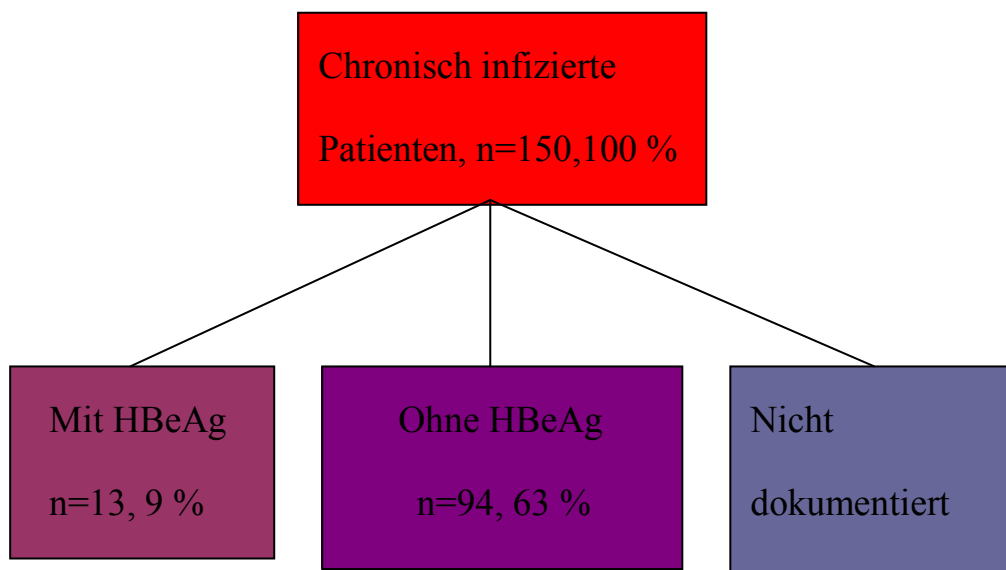 Chronisch infizierte
Patienten, n=150,100 %
Mit HBeAg
n=13, 9 %
Ohne HBeAg
n=94, 63 %
Nicht
dokumentiert